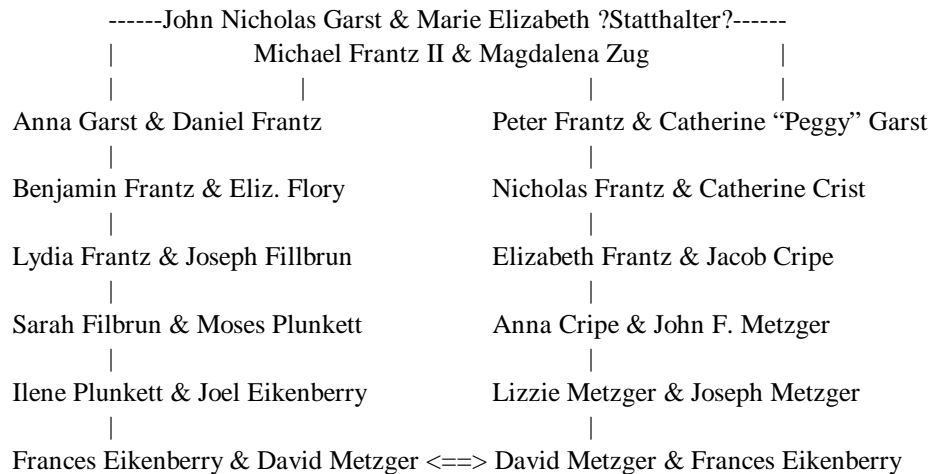 ------John Nicholas Garst & Marie Elizabeth ?Statthalter?------
| Michael Frantz II & Magdalena Zug |
| | | |
Anna Garst & Daniel Frantz Peter Frantz & Catherine “Peggy” Garst
| |
Benjamin Frantz & Eliz. Flory Nicholas Frantz & Catherine Crist
| |
Lydia Frantz & Joseph Fillbrun Elizabeth Frantz & Jacob Cripe
| |
Sarah Filbrun & Moses Plunkett Anna Cripe & John F. Metzger
| |
Ilene Plunkett & Joel Eikenberry Lizzie Metzger & Joseph Metzger
| |
Frances Eikenberry & David Metzger <==> David Metzger & Frances Eikenberry